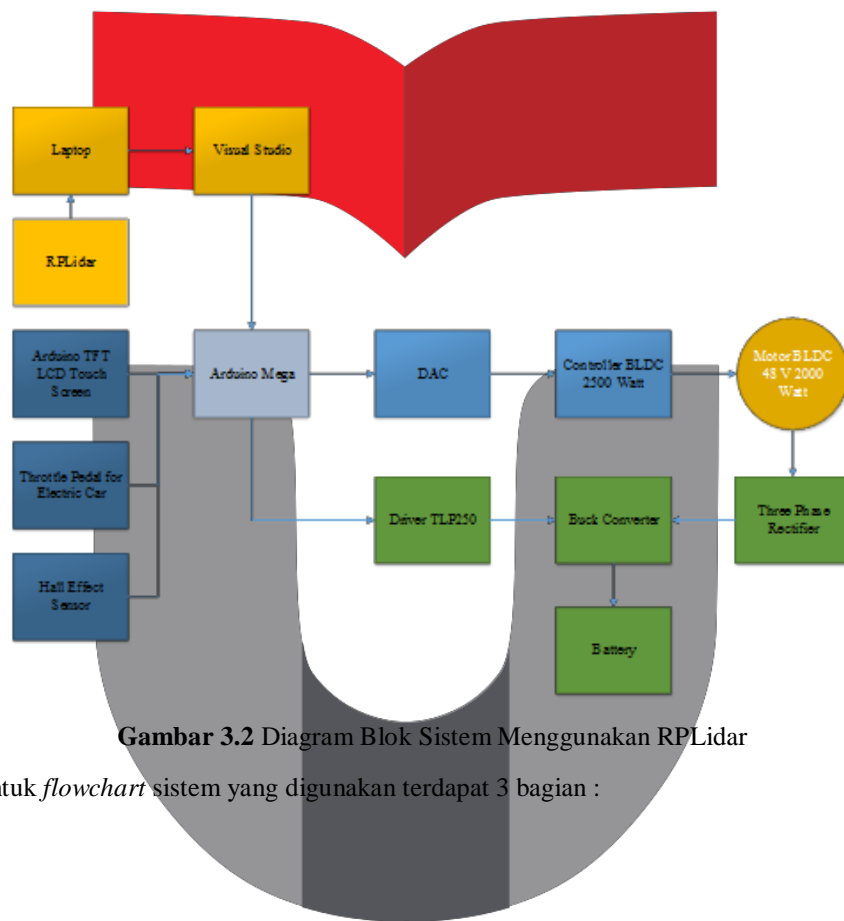 Laptop
Visual Studio
RPLidar
Arduino TFT
LCD Touch
Screen
Arduino Mega
DAC
Controller BLDC
2500 Watt
Motor BLDC
48 V 2000
Watt
Throttle Pedal for
Electric Car
Driver TLP250
Buck Converter
Three Phase
Rectifier
Hall Effect
Sensor
Battery
Gambar 3.2 Diagram Blok Sistem Menggunakan RPLidar
ntuk flowchart sistem yang digunakan terdapat 3 bagian :